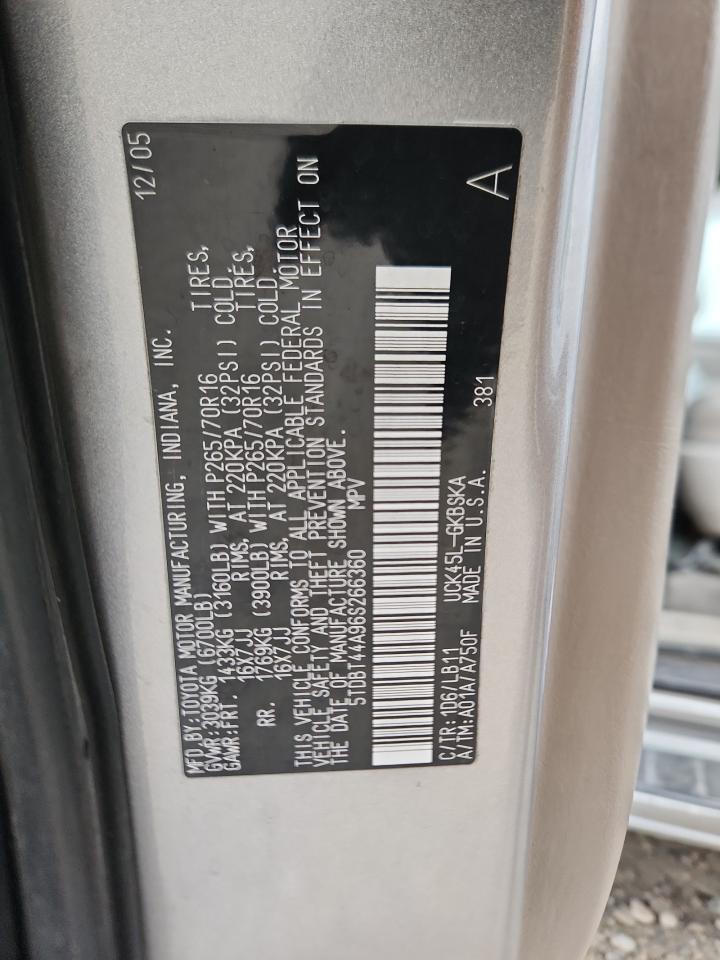 MFD.BY:TOYOTA MOTOR MANUFACTURING, INDIANA, INC. 12/05
GVWR:3039KG (6700LB)
GAWR:FRT. 1433KG (3160LB) WITH P265/70R16 TIRES,
16X7JJ RIMS, AT 220KPA (32PSI) COLD.
RR. 1769KG (3900LB) WITH P265/70R16 TIRES,
16X7JJ RIMS, AT 220KPA (32PSI) COLD.
THIS VEHICLE CONFORMS TO ALL APPLICABLE FEDERAL MOTOR
VEHICLE SAFETY AND THEFT PREVENTION STANDARDS IN EFFECT ON
THE DATE OF MANUFACTURE SHOWN ABOVE.
5TDBT44A96S266360 MPV
C/TR:1D6/LB11 UCK45L-GKBSKA 381 A
A/TM:A01A/A750F MADE IN U.S.A.